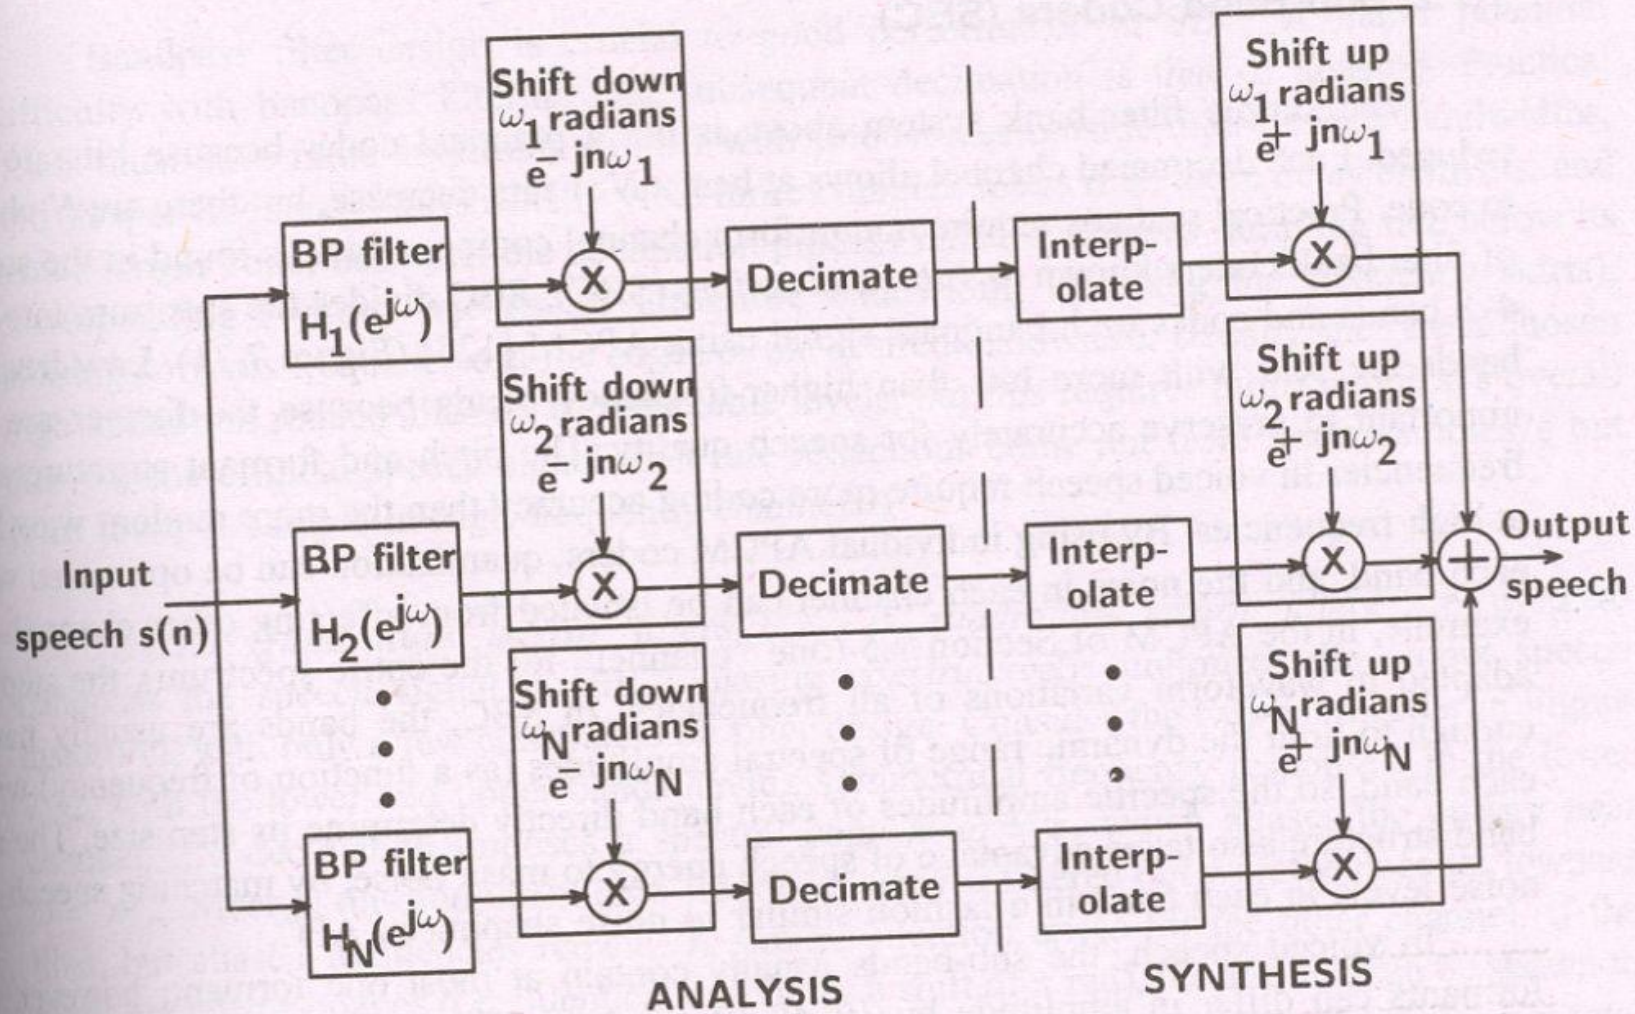 Shift down
ω1 radians
e− jnω1
Shift up
ω1 radians
e+ jnω1
BP filter
H1(ejω)
X
Decimate
Interp-
olate
X
Shift down
ω2 radians
e− jnω2
Shift up
ω2 radians
e+ jnω2
Input
speech s(n)
BP filter
H2(ejω)
X
Decimate
Interp-
olate
X
+
Output
speech
Shift down
ωN radians
e− jnωN
Shift up
ωN radians
e+ jnωN
BP filter
HN(ejω)
X
Decimate
Interp-
olate
X
ANALYSIS
SYNTHESIS